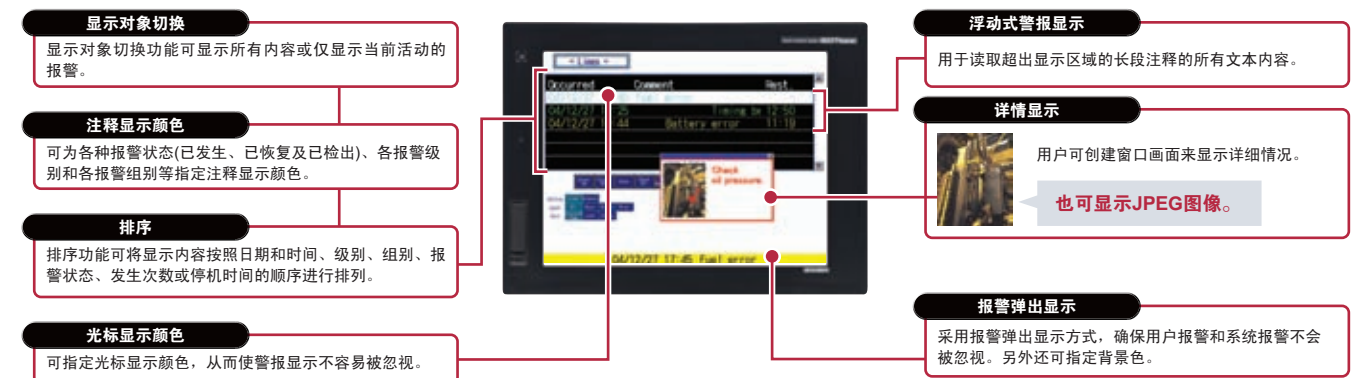 显示对象切换
显示对象切换功能可显示所有内容或仅显示当前活动的
报警。
注释显示颜色
可为各种报警状态(已发生、已恢复及已检出)、各报警级
别和各报警组别等指定注释显示颜色。
排序
排序功能可将显示内容按照日期和时间、级别、组别、报
警状态、发生次数或停机时间的顺序进行排列。
光标显示颜色
可指定光标显示颜色，从而使警报显示不容易被忽视。
Occurred Comment Rest.
Fuel error
04/12/27 25 Timing be 12:50
04/12/27 1 44 Battery error 11:19
Check
oil pressure.
04/12/27 17:45 Fuel error
浮动式警报显示
用于读取超出显示区域的长段注释的所有文本内容。
详情显示
用户可创建窗口画面来显示详细情况。
也可显示JPEG图像。
报警弹出显示
采用报警弹出显示方式，确保用户报警和系统报警不会
被忽视。另外还可指定背景色。